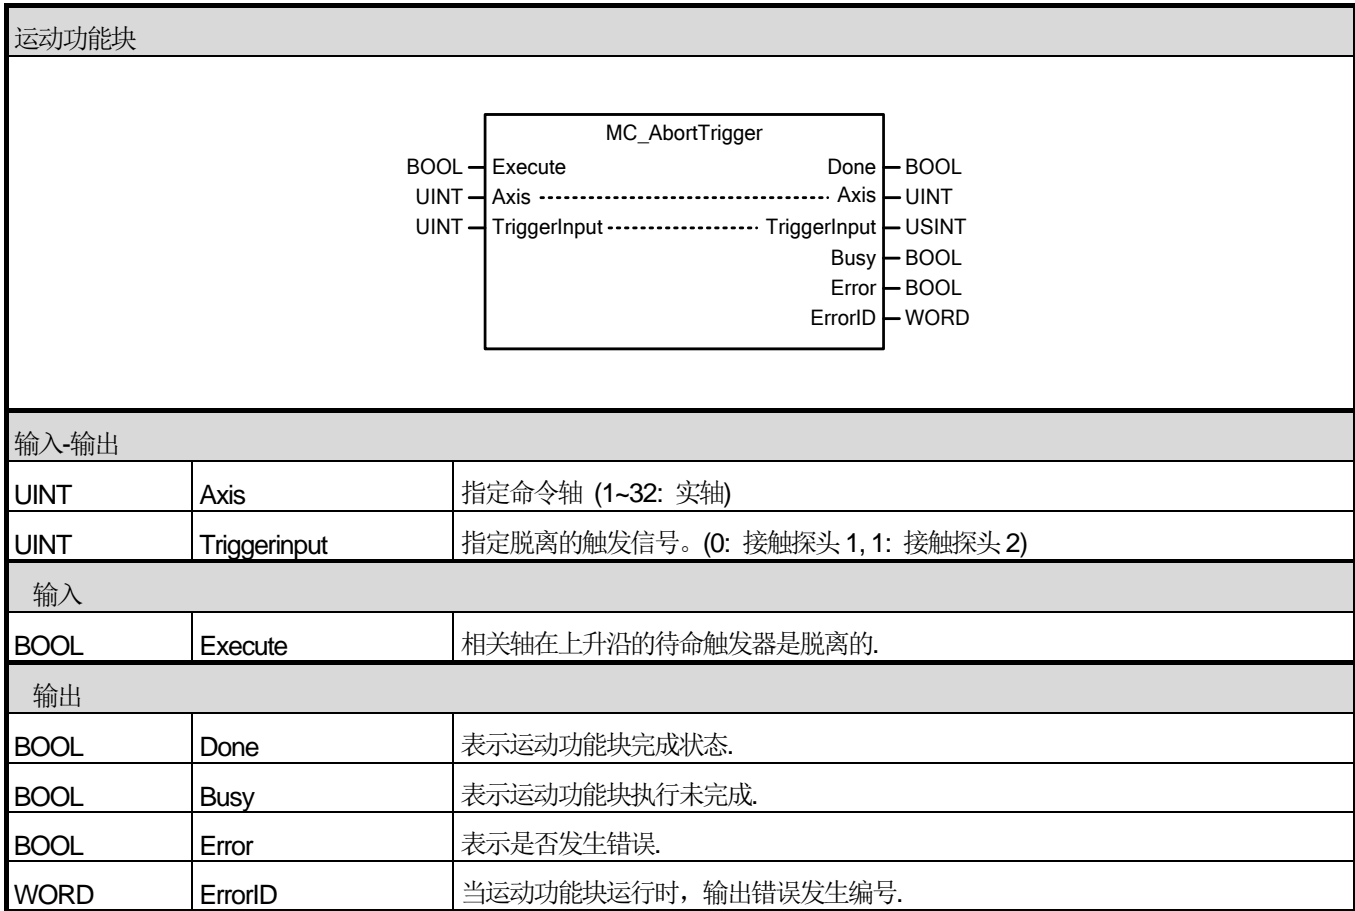 运动功能块
MC_AbortTrigger
BOOL Execute Done BOOL
UINT Axis Axis UINT
UINT TriggerInput TriggerInput USINT
Busy BOOL
Error BOOL
ErrorID WORD
输入-输出
UINT Axis 指定命令轴 (1~32: 实轴)
UINT Triggerinput 指定脱离的触发信号。(0: 接触探头 1, 1: 接触探头 2)
输入
BOOL Execute 相关轴在上升沿的待命触发器是脱离的.
输出
BOOL Done 表示运动功能块完成状态.
BOOL Busy 表示运动功能块执行未完成.
BOOL Error 表示是否发生错误.
WORD ErrorID 当运动功能块运行时，输出错误发生编号.